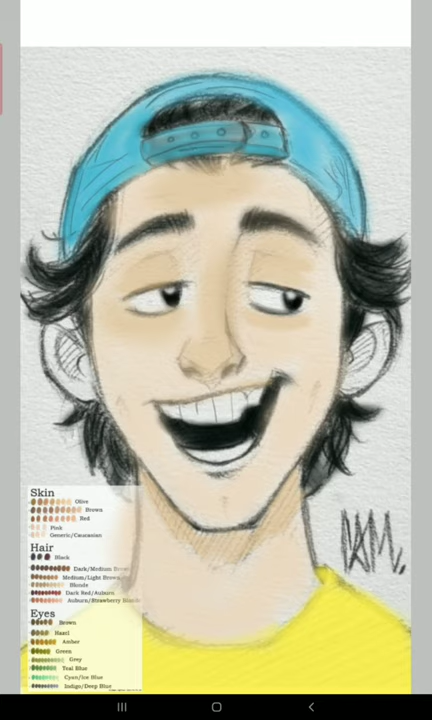 Skin
Olive
Brown
Red
Pink
Generic/Caucasian
Hair
Black
Dark/Medium Brown
Medium/Light Brown
Blonde
Dark Red/Auburn
Auburn/Strawberry Blonde
Eyes
Brown
Hazel
Amber
Green
Grey
Teal Blue
Cyan/Ice Blue
Indigo/Deep Blue